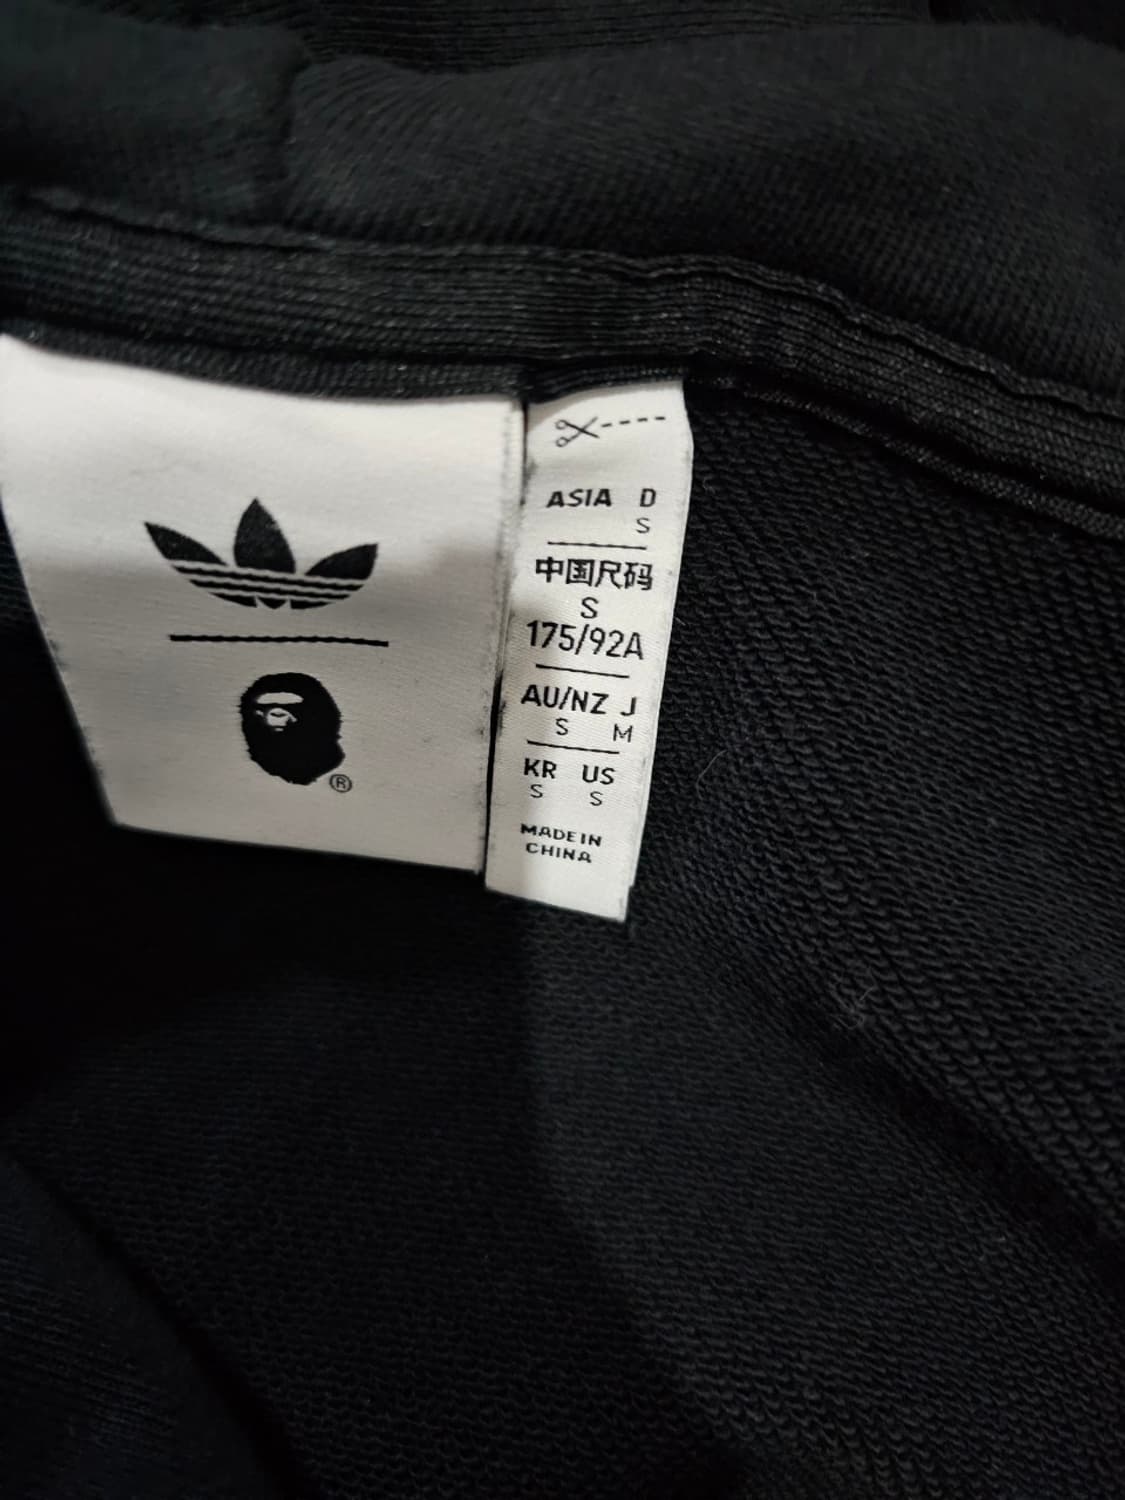 ®
ASIA D
S
中国尺码
S
175/92A
AU/NZ J
S M
KR US
S S
MADE IN
CHINA